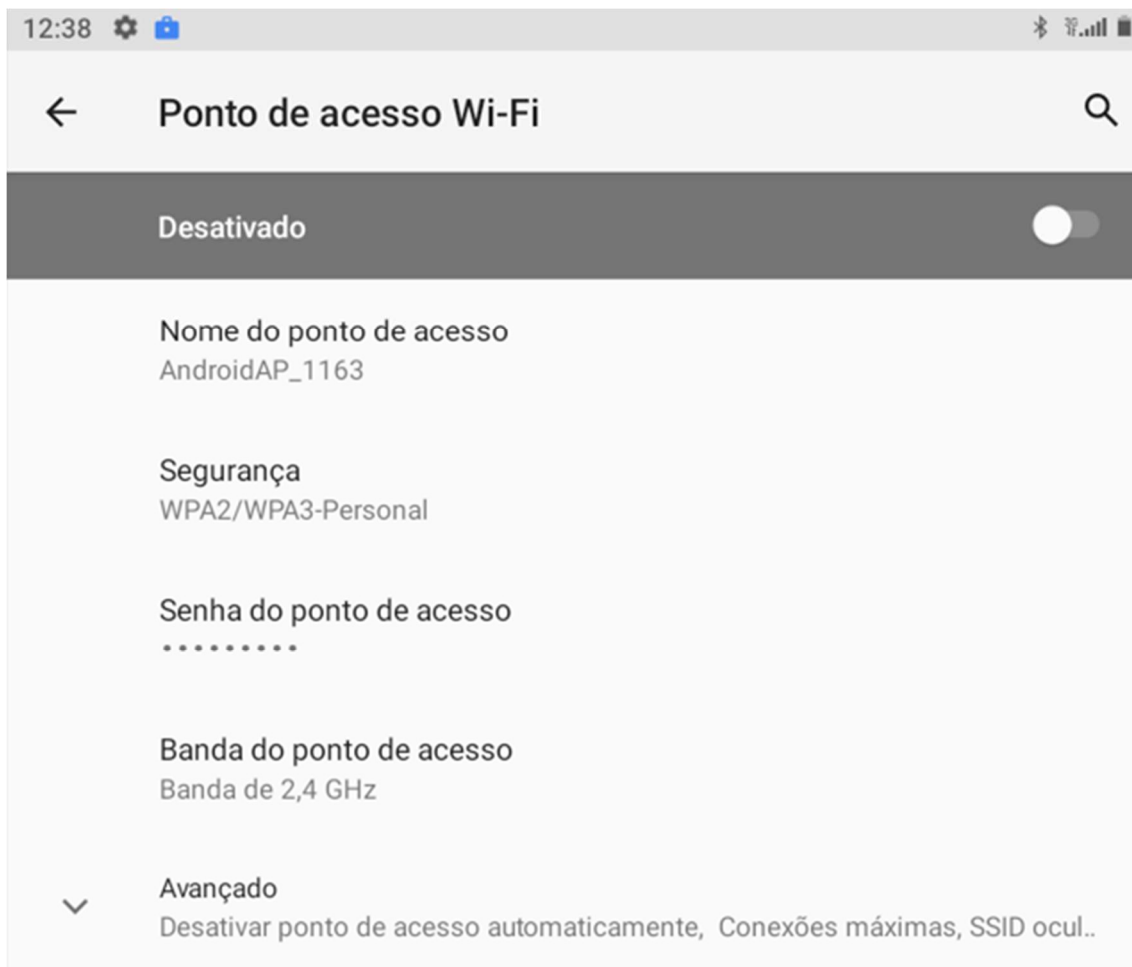 12:38
Ponto de acesso Wi-Fi
Desativado
Nome do ponto de acesso
AndroidAP_1163
Segurança
WPA2/WPA3-Personal
Senha do ponto de acesso
•••••••••
Banda do ponto de acesso
Banda de 2,4 GHz
Avançado
Desativar ponto de acesso automaticamente, Conexões máximas, SSID ocul..